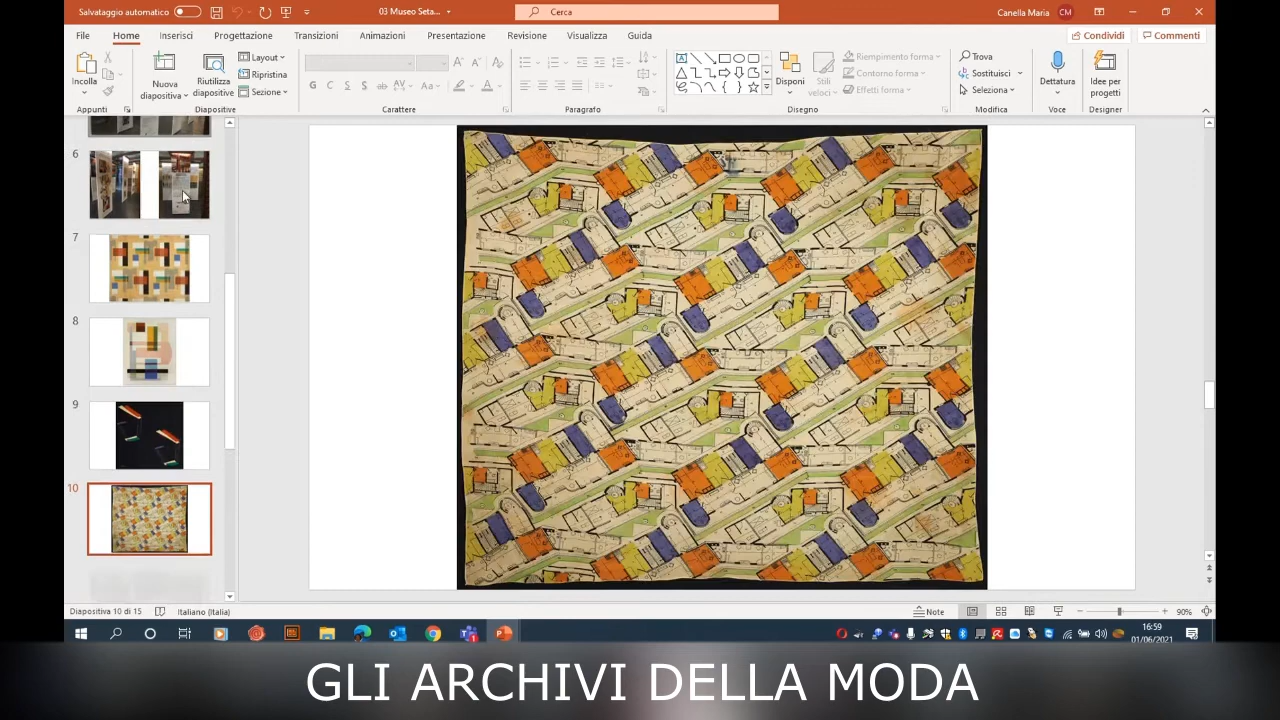 Salvataggio automatico
03 Museo Seta...
Cerca
Canella Maria
CM
File
Home
Inserisci
Progettazione
Transizioni
Animazioni
Presentazione
Revisione
Visualizza
Guida
Condividi
Commenti
Incolla
Nuova diapositiva
Riutilizza diapositive
Layout
Ripristina
Sezione
G C S S ab AV Aa A
Disponi
Stili veloci
Riempimento forma
Contorno forma
Effetti forma
Trova
Sostituisci
Seleziona
Dettatura
Idee per progetti
Appunti
Diapositive
Carattere
Paragrafo
Disegno
Modifica
Voce
Designer
6
7
8
9
10
Diapositiva 10 di 15
Italiano (Italia)
Note
90%
16:59
01/06/2021
GLI ARCHIVI DELLA MODA